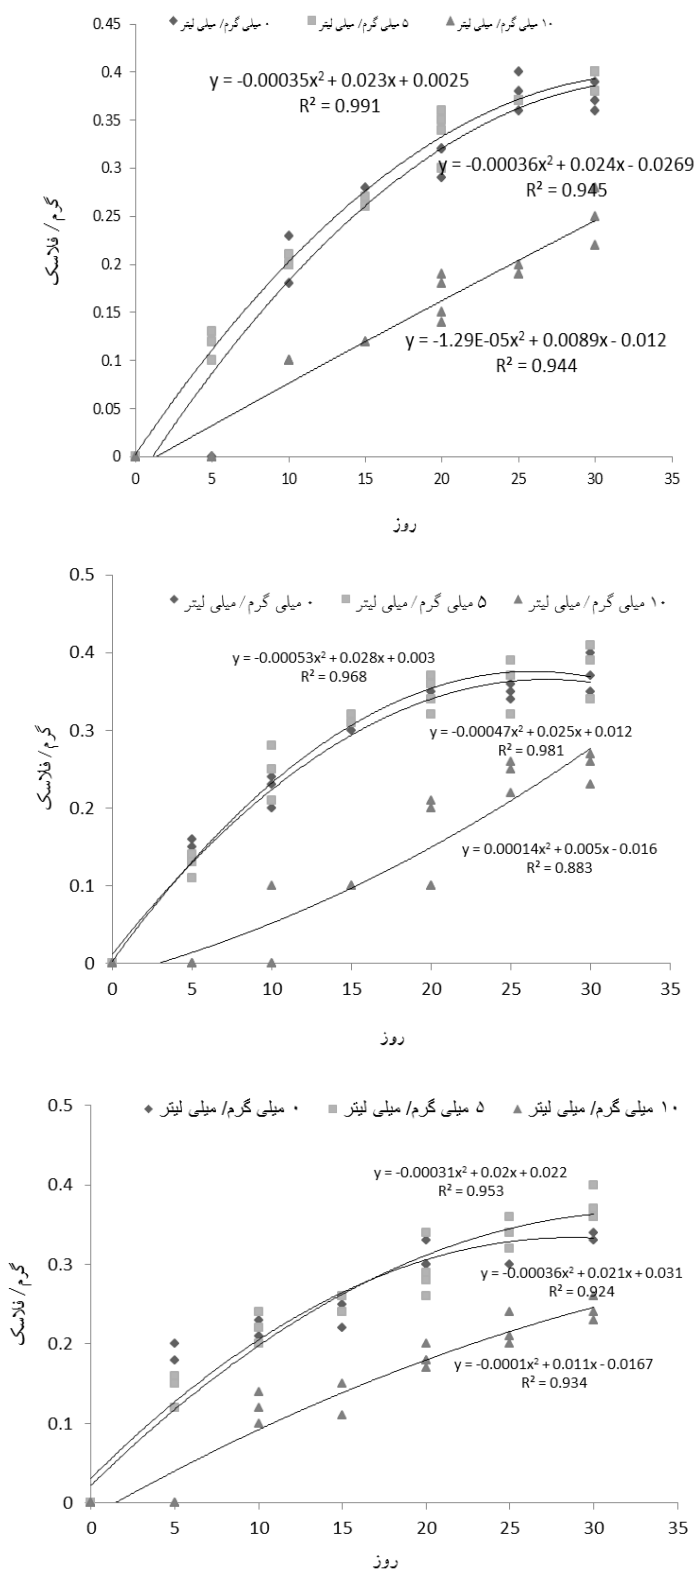 ۰ میلی گرم/ میلی لیتر ۵ میلی گرم/ میلی لیتر ۱۰ میلی گرم/ میلی لیتر
0.45
0.4
0.35
0.3
0.25
0.2
0.15
0.1
0.05
0
y = -0.00035x² + 0.023x + 0.0025
R² = 0.991
y = -0.00036x² + 0.024x - 0.0269
R² = 0.945
y = -1.29E-05x² + 0.0089x - 0.012
R² = 0.944
گرم / فلاسک
0 5 10 15 20 25 30 35
روز
۰ میلی گرم / میلی لیتر ۵ میلی گرم / میلی لیتر ۱۰ میلی گرم / میلی لیتر
0.5
0.4
0.3
0.2
0.1
0
y = -0.00053x² + 0.028x + 0.003
R² = 0.968
y = -0.00047x² + 0.025x + 0.012
R² = 0.981
y = 0.00014x² + 0.005x - 0.016
R² = 0.883
گرم / فلاسک
0 5 10 15 20 25 30 35
روز
۰ میلی گرم/ میلی لیتر ۵ میلی گرم/ میلی لیتر ۱۰ میلی گرم/ میلی لیتر
0.5
0.4
0.3
0.2
0.1
0
y = -0.00031x² + 0.02x + 0.022
R² = 0.953
y = -0.00036x² + 0.021x + 0.031
R² = 0.924
y = -0.0001x² + 0.011x - 0.0167
R² = 0.934
گرم / فلاسک
0 5 10 15 20 25 30 35
روز